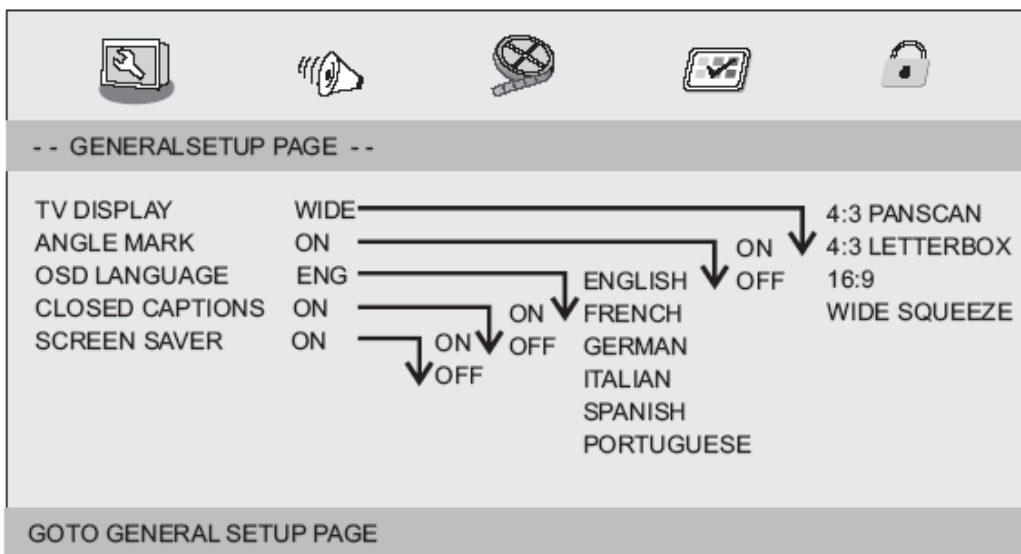 - - GENERALSETUP PAGE - -
TV DISPLAY WIDE 4:3 PANSCAN
ANGLE MARK ON ON 4:3 LETTERBOX
OSD LANGUAGE ENG ENGLISH OFF 16:9
CLOSED CAPTIONS ON ON FRENCH WIDE SQUEEZE
SCREEN SAVER ON ON OFF GERMAN
OFF ITALIAN
SPANISH
PORTUGUESE
GOTO GENERAL SETUP PAGE